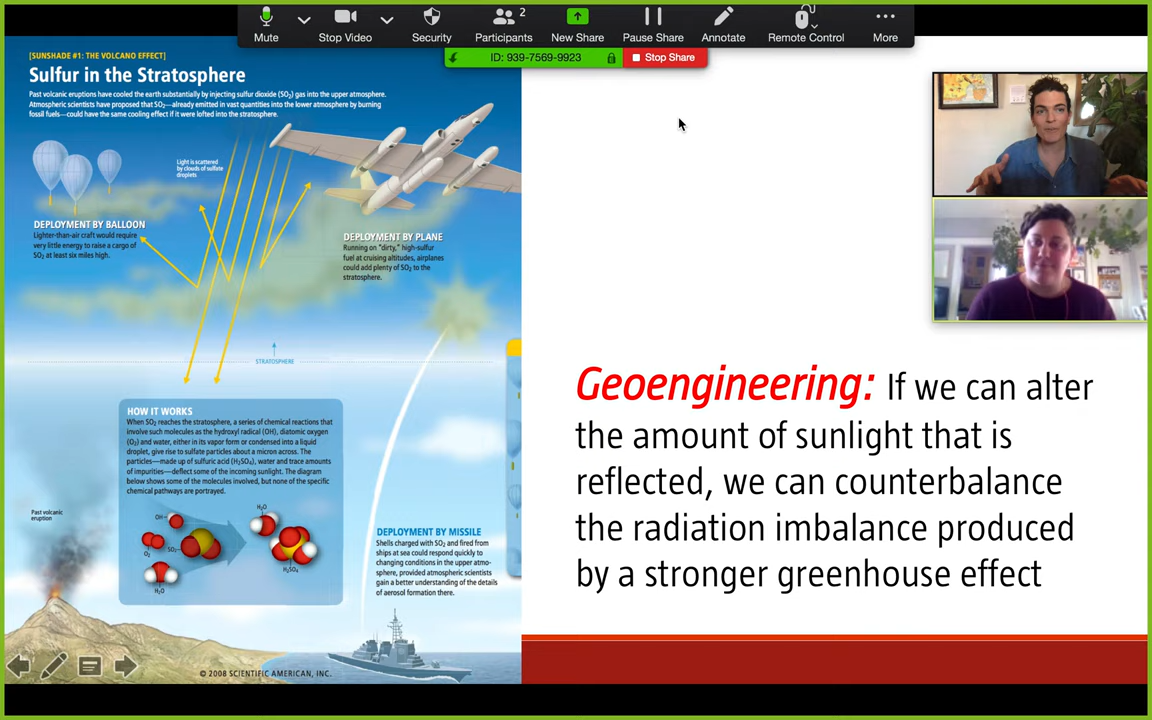 Mute
Stop Video
Security
Participants
2
New Share
Pause Share
Annotate
Remote Control
More
ID: 939-7569-9923
Stop Share
[SUNSHADE #1: THE VOLCANO EFFECT]
Sulfur in the Stratosphere
Past volcanic eruptions have cooled the earth substantially by injecting sulfur dioxide (SO₂) gas into the upper atmosphere.
Atmospheric scientists have proposed that SO₂—already emitted in vast quantities into the lower atmosphere by burning
fossil fuels—could have the same cooling effect if it were lofted into the stratosphere.
Light is scattered
by clouds of sulfate
droplets
DEPLOYMENT BY BALLOON
Lighter-than-air craft would require
very little energy to raise a cargo of
SO₂ at least six miles high.
DEPLOYMENT BY PLANE
Running on "dirty," high-sulfur
fuel at cruising altitudes, airplanes
could add plenty of SO₂ to the
stratosphere.
STRATOSPHERE
HOW IT WORKS
When SO₂ reaches the stratosphere, a series of chemical reactions that
involve such molecules as the hydroxyl radical (OH), diatomic oxygen
(O₂) and water, either in its vapor form or condensed into a liquid
droplet, give rise to sulfate particles about a micron across. The
particles—made up of sulfuric acid (H₂SO₄), water and trace amounts
of impurities—deflect some of the incoming sunlight. The diagram
below shows some of the molecules involved, but none of the specific
chemical pathways are portrayed.
OH
O₂
SO₂
H₂O
H₂O
H₂SO₄
Past volcanic
eruption
DEPLOYMENT BY MISSILE
Shells charged with SO₂ and fired from
ships at sea could respond quickly to
changing conditions in the upper atmo-
sphere, provided atmospheric scientists
gain a better understanding of the details
of aerosol formation there.
© 2008 SCIENTIFIC AMERICAN, INC.
Geoengineering: If we can alter
the amount of sunlight that is
reflected, we can counterbalance
the radiation imbalance produced
by a stronger greenhouse effect